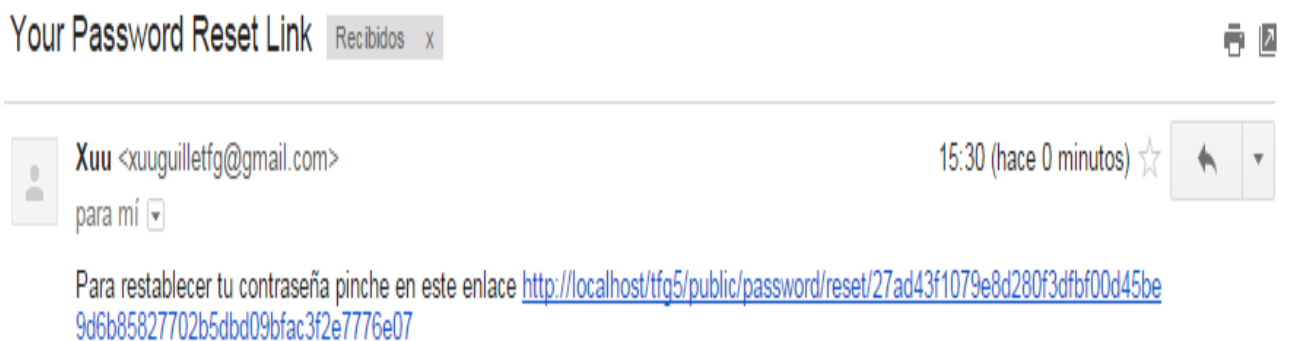 Your Password Reset Link Recibidos x
Xuu <xuuguilletfg@gmail.com> 15:30 (hace 0 minutos)
para mí
Para restablecer tu contraseña pinche en este enlace http://localhost/tfg5/public/password/reset/27ad43f1079e8d280f3dfbf00d45be
9d6b85827702b5dbd09bfac3f2e7776e07